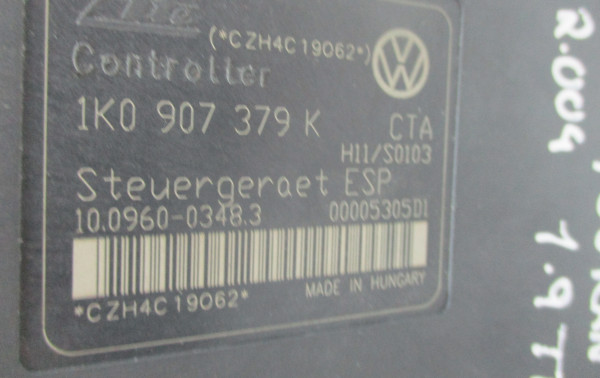 (*CZH4C19062*)
Controller
1K0 907 379 K CTA
H11/S0103
Steuergeraet ESP
10.0960-0348.3 00005305D1
MADE IN HUNGARY
*CZH4C19062*
2.004
1.9 T